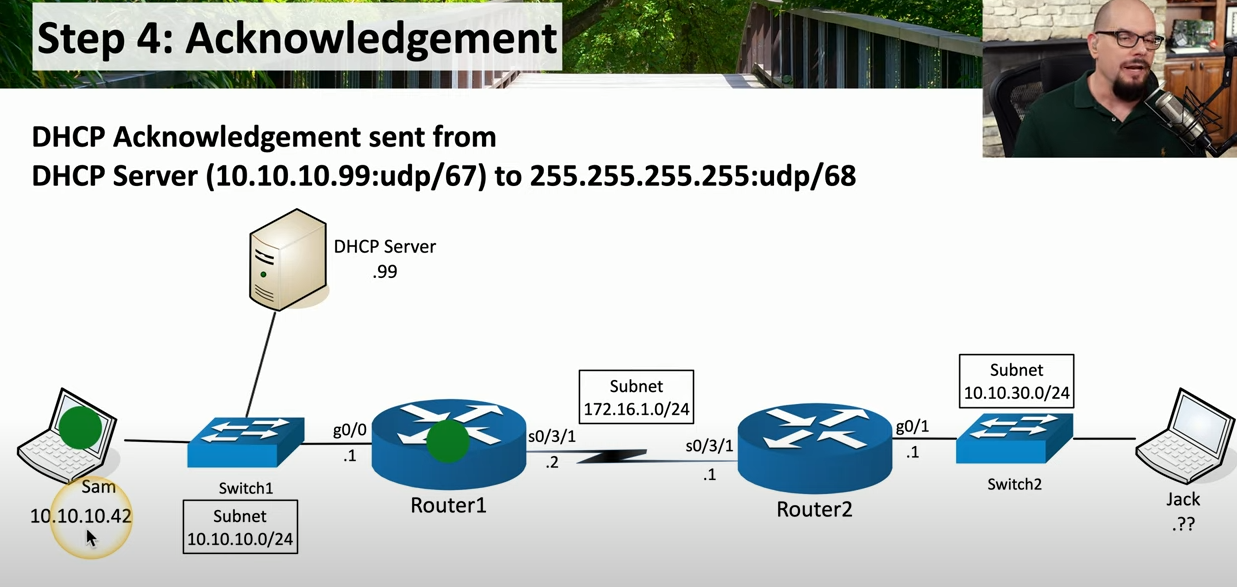 Step 4: Acknowledgement
DHCP Acknowledgement sent from
DHCP Server (10.10.10.99:udp/67) to 255.255.255.255:udp/68
DHCP Server
.99
Subnet
172.16.1.0/24
Subnet
10.10.30.0/24
g0/0
.1
s0/3/1
.2
s0/3/1
.1
g0/1
.1
Sam
10.10.10.42
Switch1
Subnet
10.10.10.0/24
Router1
Router2
Switch2
Jack
.??